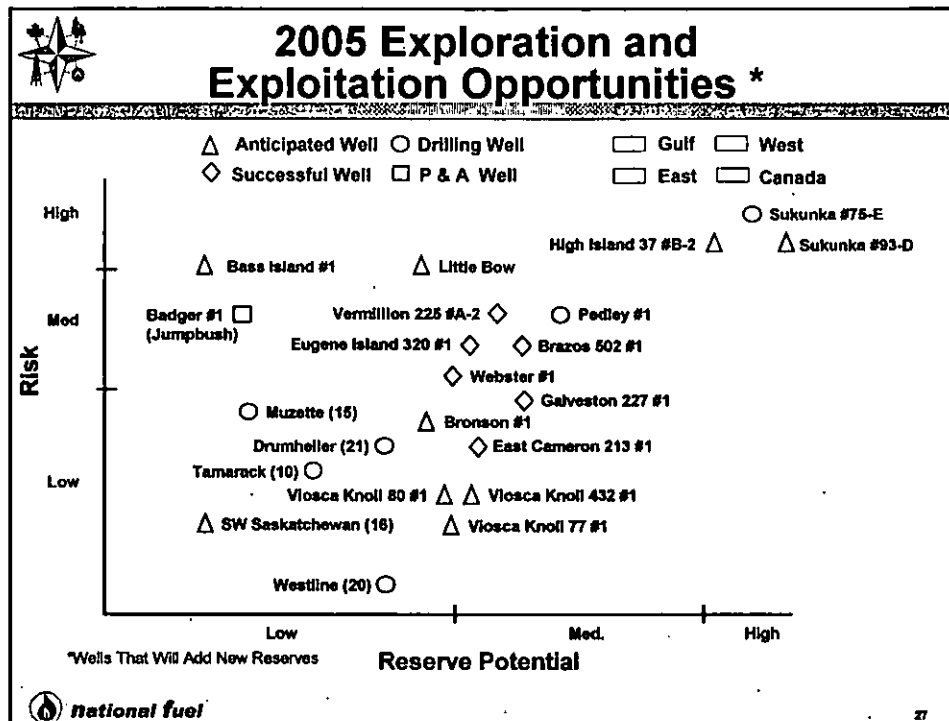 2005 Exploration and
Exploitation Opportunities *
Anticipated Well Drilling Well Gulf West
Successful Well P & A Well East Canada
High
Sukunka #75-E
High Island 37 #B-2 Sukunka #93-D
Bass Island #1 Little Bow
Med
Badger #1
(Jumpbush)
Vermillion 225 #A-2 Pedley #1
Eugene Island 320 #1 Brazos 502 #1
Webster #1
Risk
Galveston 227 #1
Muzette (15)
Bronson #1
Drumheller (21) East Cameron 213 #1
Tamarack (10)
Low
Viosca Knoll 80 #1 Viosca Knoll 432 #1
SW Saskatchewan (16) Viosca Knoll 77 #1
Westline (20)
Low Med. High
*Wells That Will Add New Reserves
Reserve Potential
national fuel
27